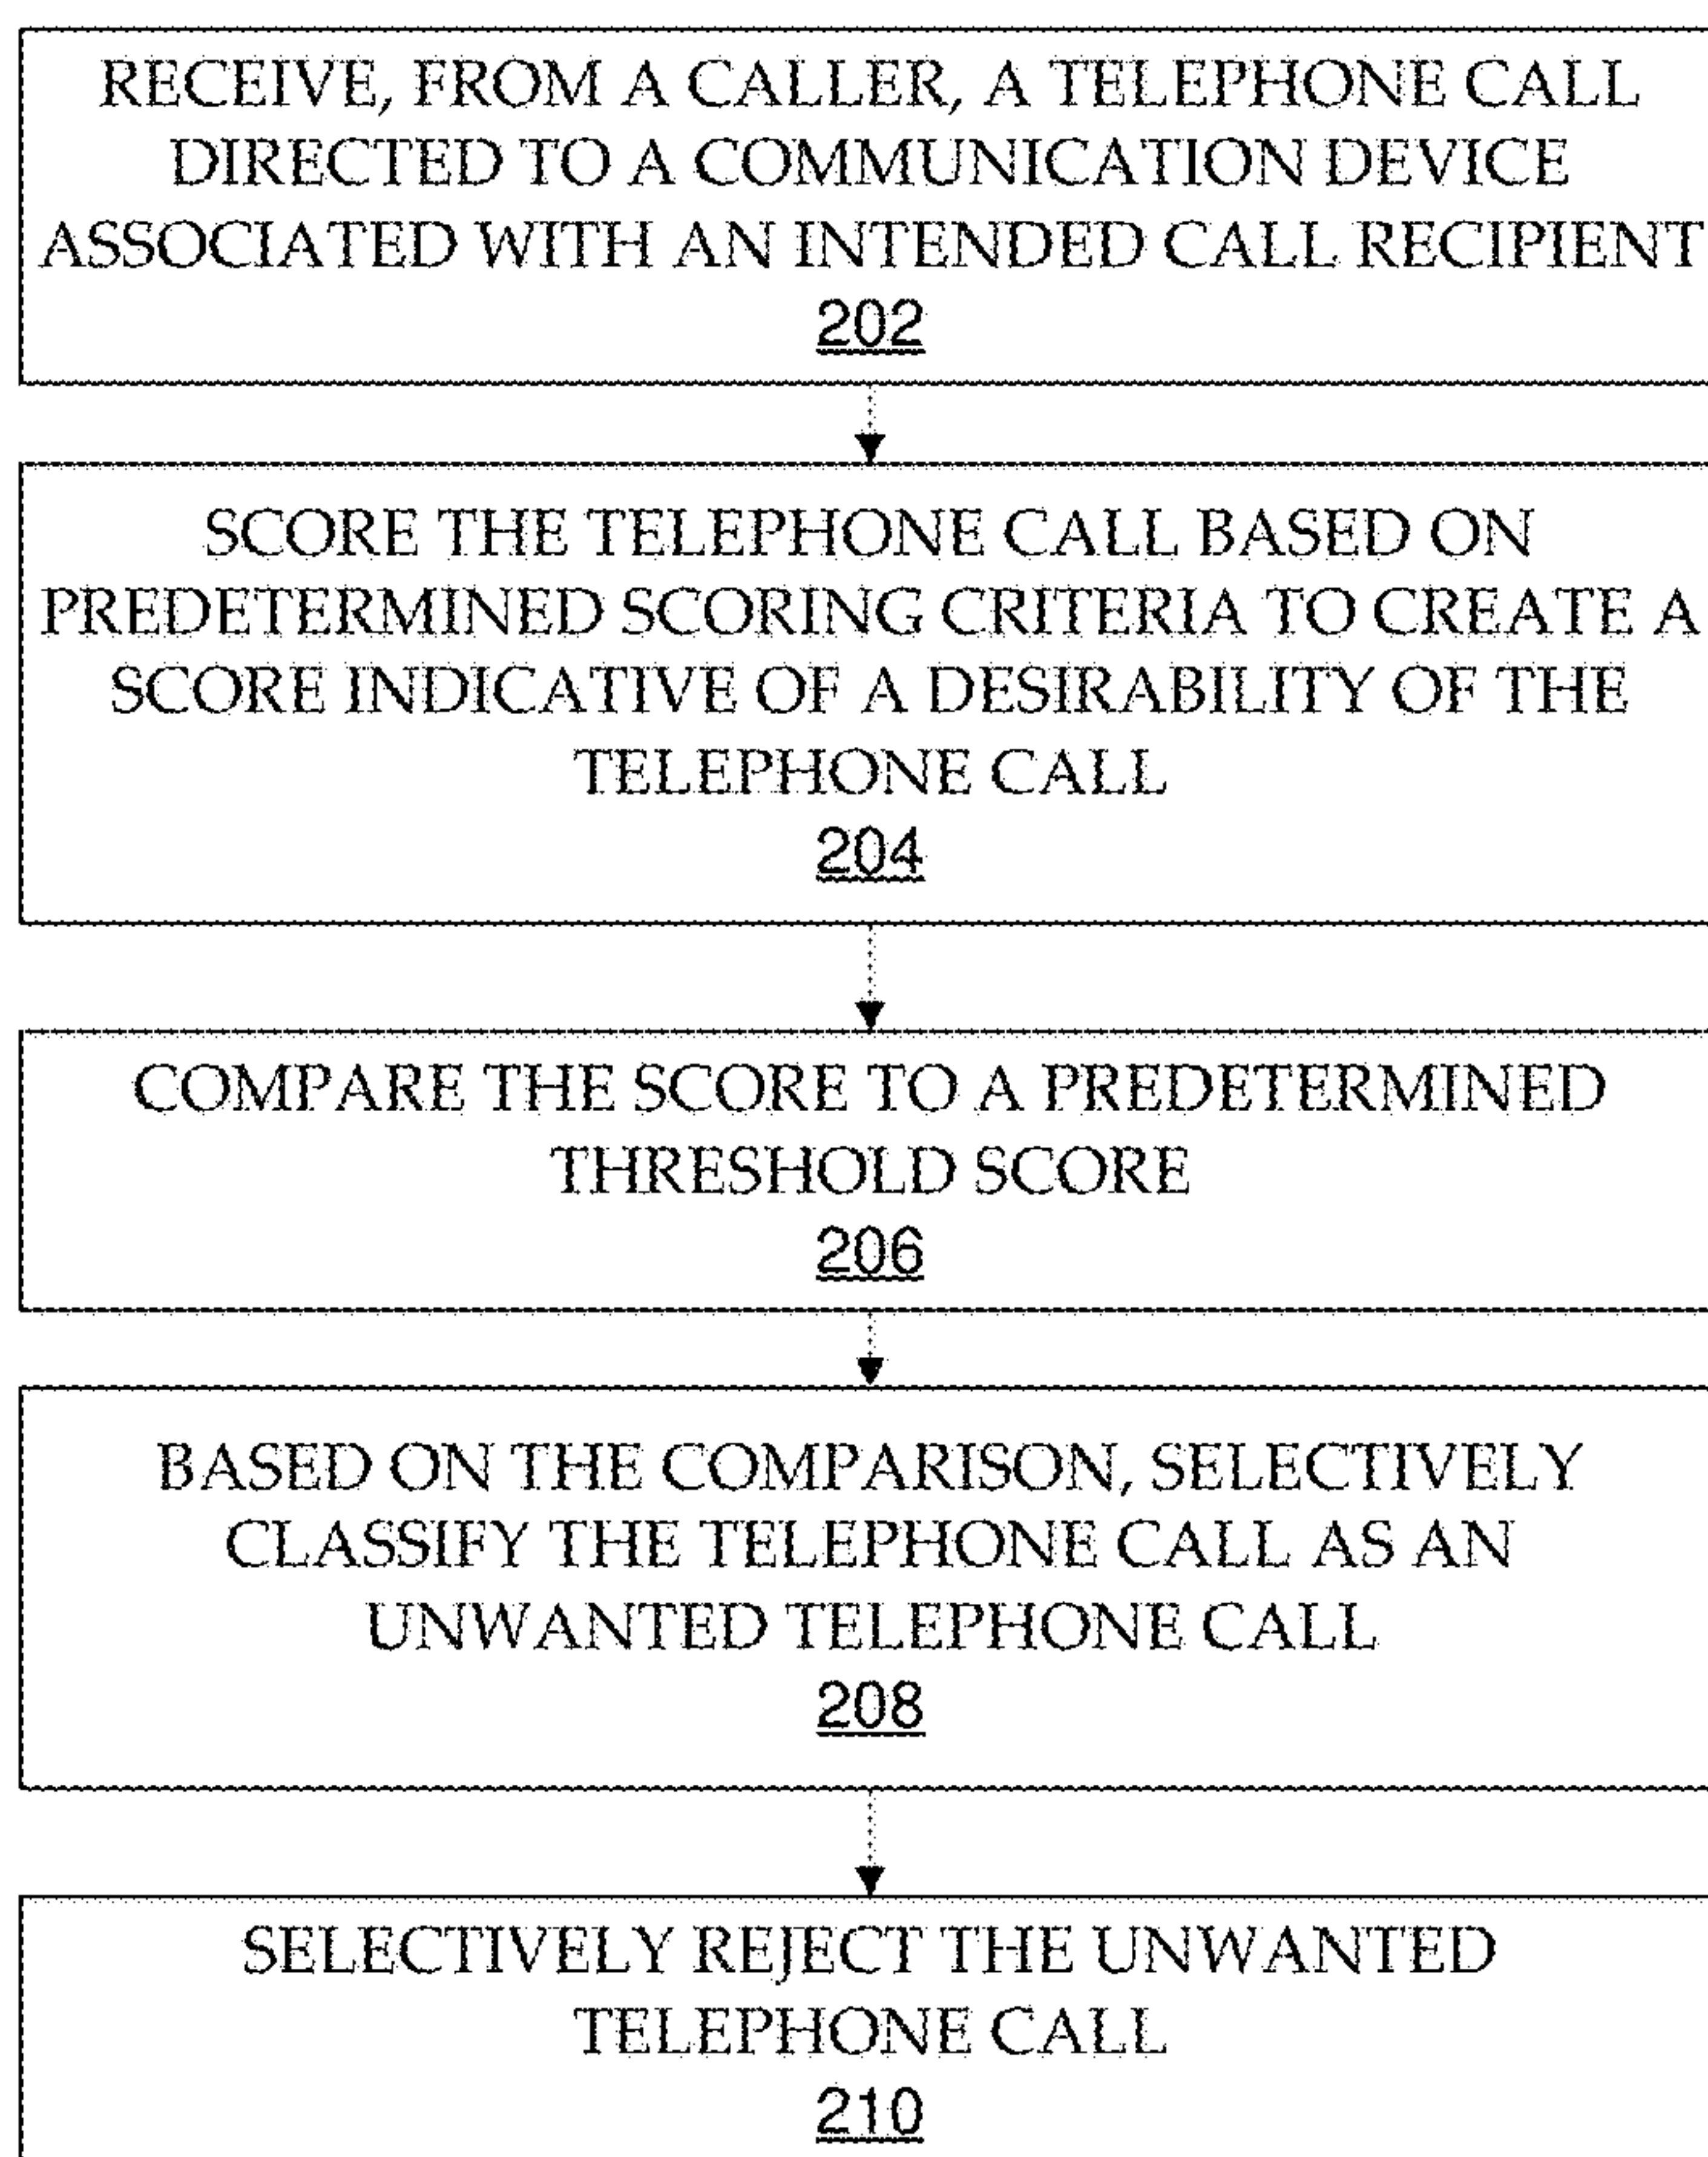 RECEIVE, FROM A CALLER, A TELEPHONE CALL
DIRECTED TO A COMMUNICATION DEVICE
ASSOCIATED WITH AN INTENDED CALL RECIPIENT
202
SCORE THE TELEPHONE CALL BASED ON
PREDETERMINED SCORING CRITERIA TO CREATE A
SCORE INDICATIVE OF A DESIRABILITY OF THE
TELEPHONE CALL
204
COMPARE THE SCORE TO A PREDETERMINED
THRESHOLD SCORE
206
BASED ON THE COMPARISON, SELECTIVELY
CLASSIFY THE TELEPHONE CALL AS AN
UNWANTED TELEPHONE CALL
208
SELECTIVELY REJECT THE UNWANTED
TELEPHONE CALL
210